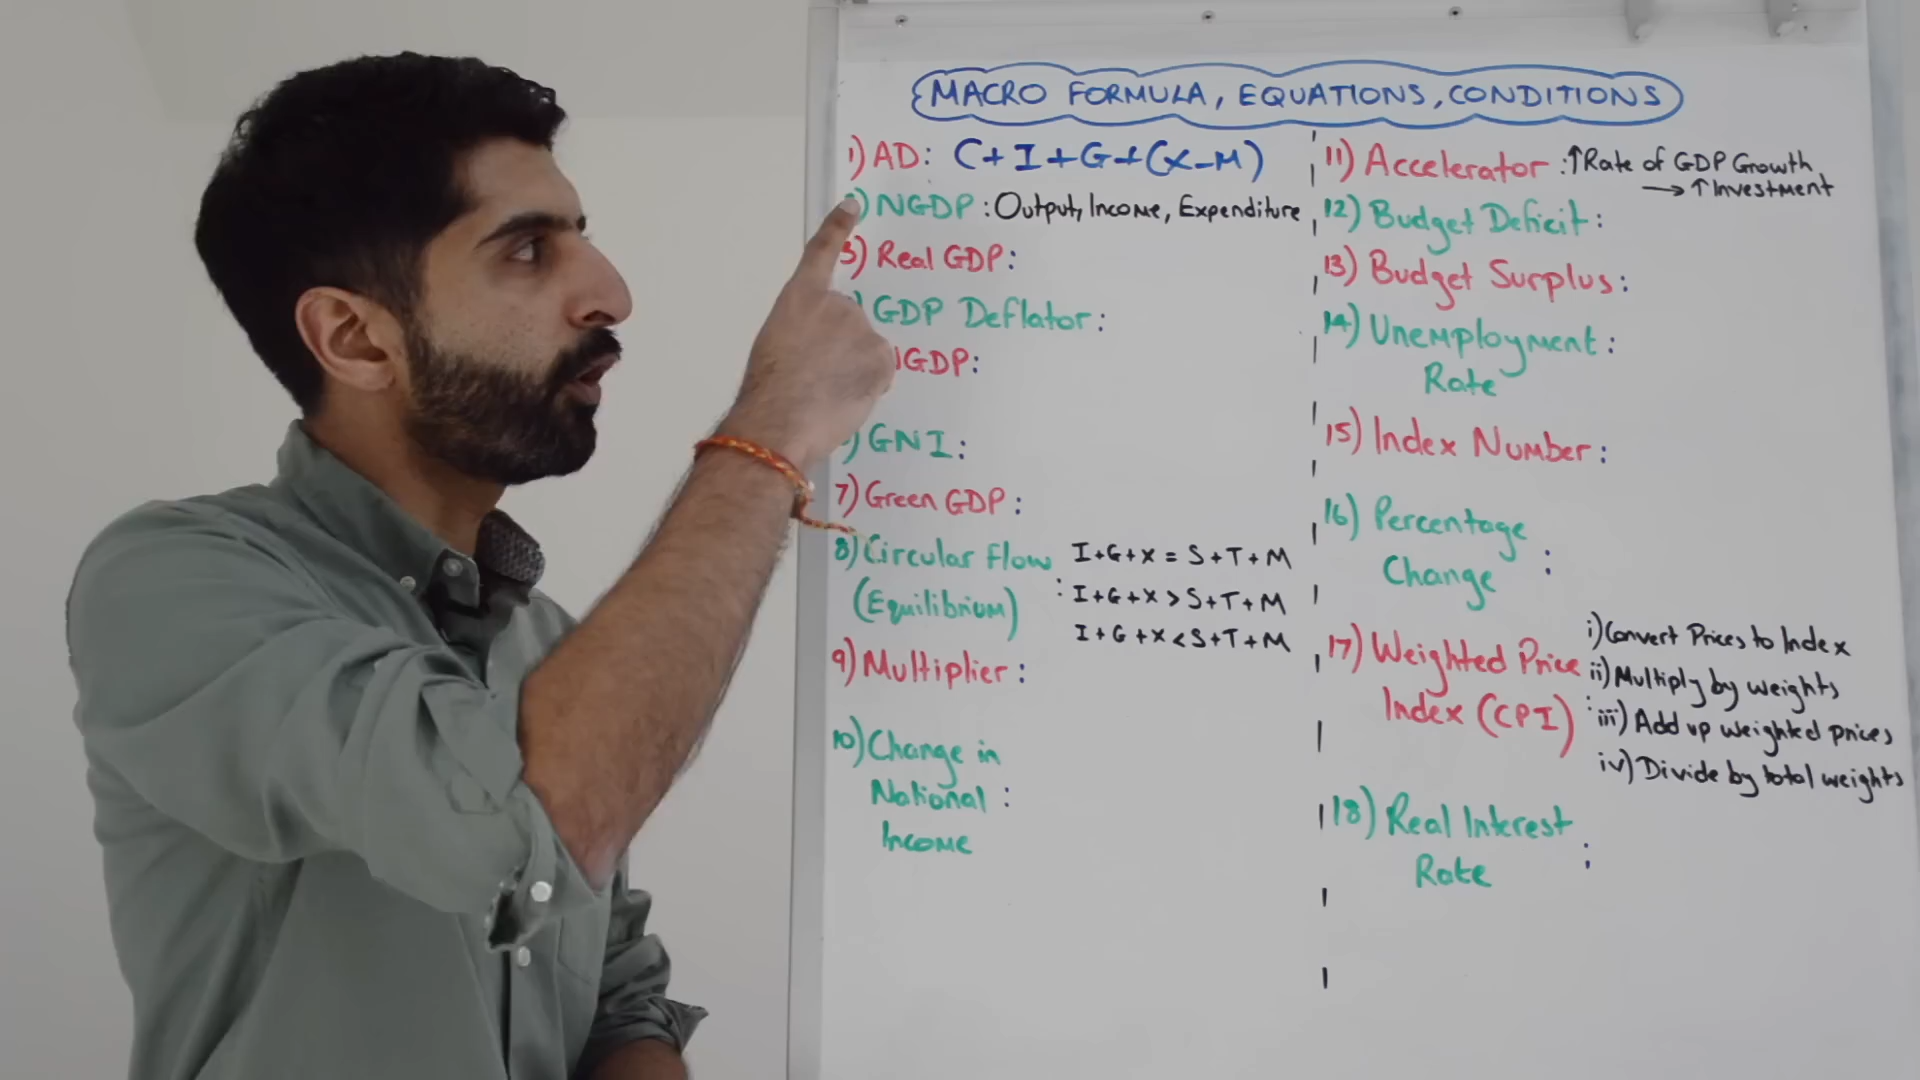 MACRO FORMULA, EQUATIONS, CONDITIONS
1) AD: C+I+G+(X-M)
) NGDP: Output, Income, Expenditure
3) Real GDP:
) GDP Deflator:
NGDP:
) GNI:
7) Green GDP:
8) Circular Flow
(Equilibrium) :
I+G+X = S+T+M
I+G+X > S+T+M
I+G+X < S+T+M
9) Multiplier:
10) Change in
National :
Income
11) Accelerator: ↑Rate of GDP Growth
→ ↑Investment
12) Budget Deficit:
13) Budget Surplus:
14) Unemployment:
Rate
15) Index Number:
16) Percentage
Change :
17) Weighted Price
Index (CPI) :
i) Convert Prices to Index
ii) Multiply by weights
iii) Add up weighted prices
iv) Divide by total weights
18) Real Interest
Rate :